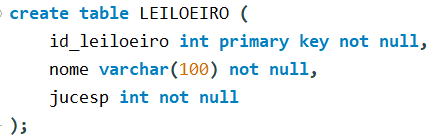 create table LEILOEIRO (
    id_leiloeiro int primary key not null,
    nome varchar(100) not null,
    jucesp int not null
);